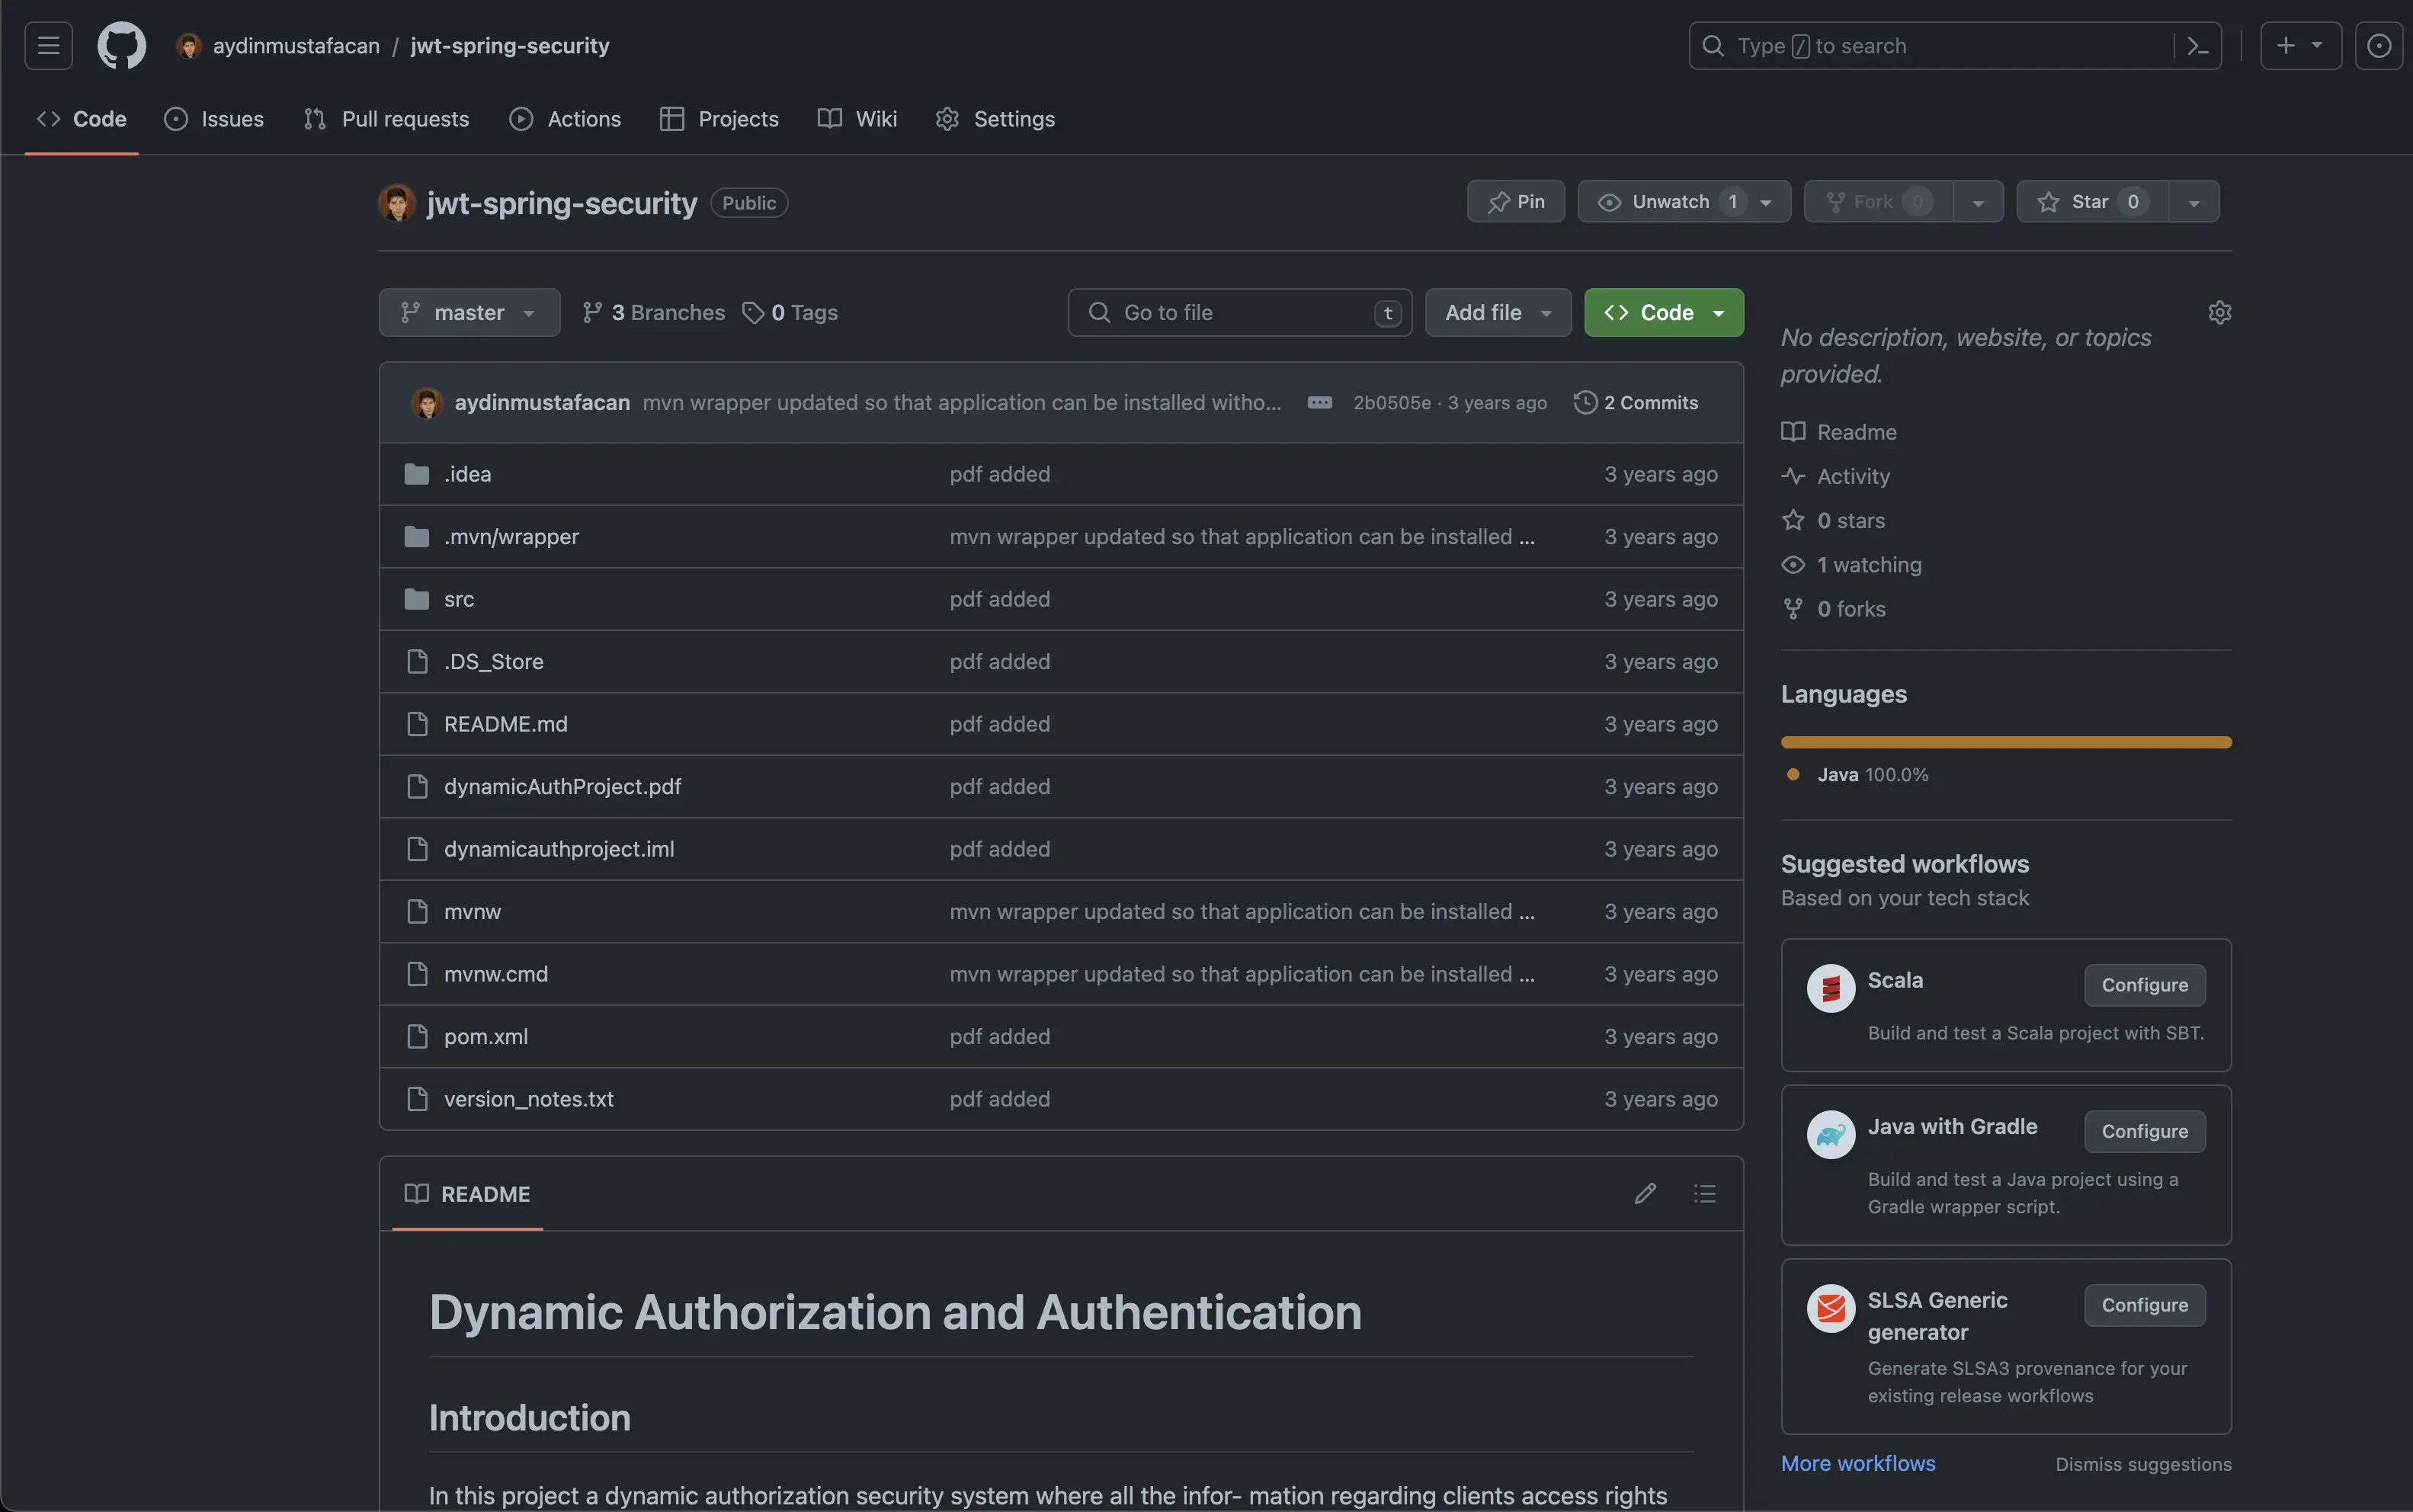 aydinmustafacan / jwt-spring-security
Type / to search
Code Issues Pull requests Actions Projects Wiki Settings
jwt-spring-security Public
Pin Unwatch 1 Fork 0 Star 0
master 3 Branches 0 Tags Go to file t Add file Code
aydinmustafacan mvn wrapper updated so that application can be installed witho... 2b0505e · 3 years ago 2 Commits
.idea pdf added 3 years ago
.mvn/wrapper mvn wrapper updated so that application can be installed ... 3 years ago
src pdf added 3 years ago
.DS_Store pdf added 3 years ago
README.md pdf added 3 years ago
dynamicAuthProject.pdf pdf added 3 years ago
dynamicauthproject.iml pdf added 3 years ago
mvnw mvn wrapper updated so that application can be installed ... 3 years ago
mvnw.cmd mvn wrapper updated so that application can be installed ... 3 years ago
pom.xml pdf added 3 years ago
version_notes.txt pdf added 3 years ago
README
Dynamic Authorization and Authentication
Introduction
In this project a dynamic authorization security system where all the infor- mation regarding clients access rights
No description, website, or topics
provided.
Readme
Activity
0 stars
1 watching
0 forks
Languages
Java 100.0%
Suggested workflows
Based on your tech stack
Scala Configure
Build and test a Scala project with SBT.
Java with Gradle Configure
Build and test a Java project using a
Gradle wrapper script.
SLSA Generic Configure
generator
Generate SLSA3 provenance for your
existing release workflows
More workflows Dismiss suggestions